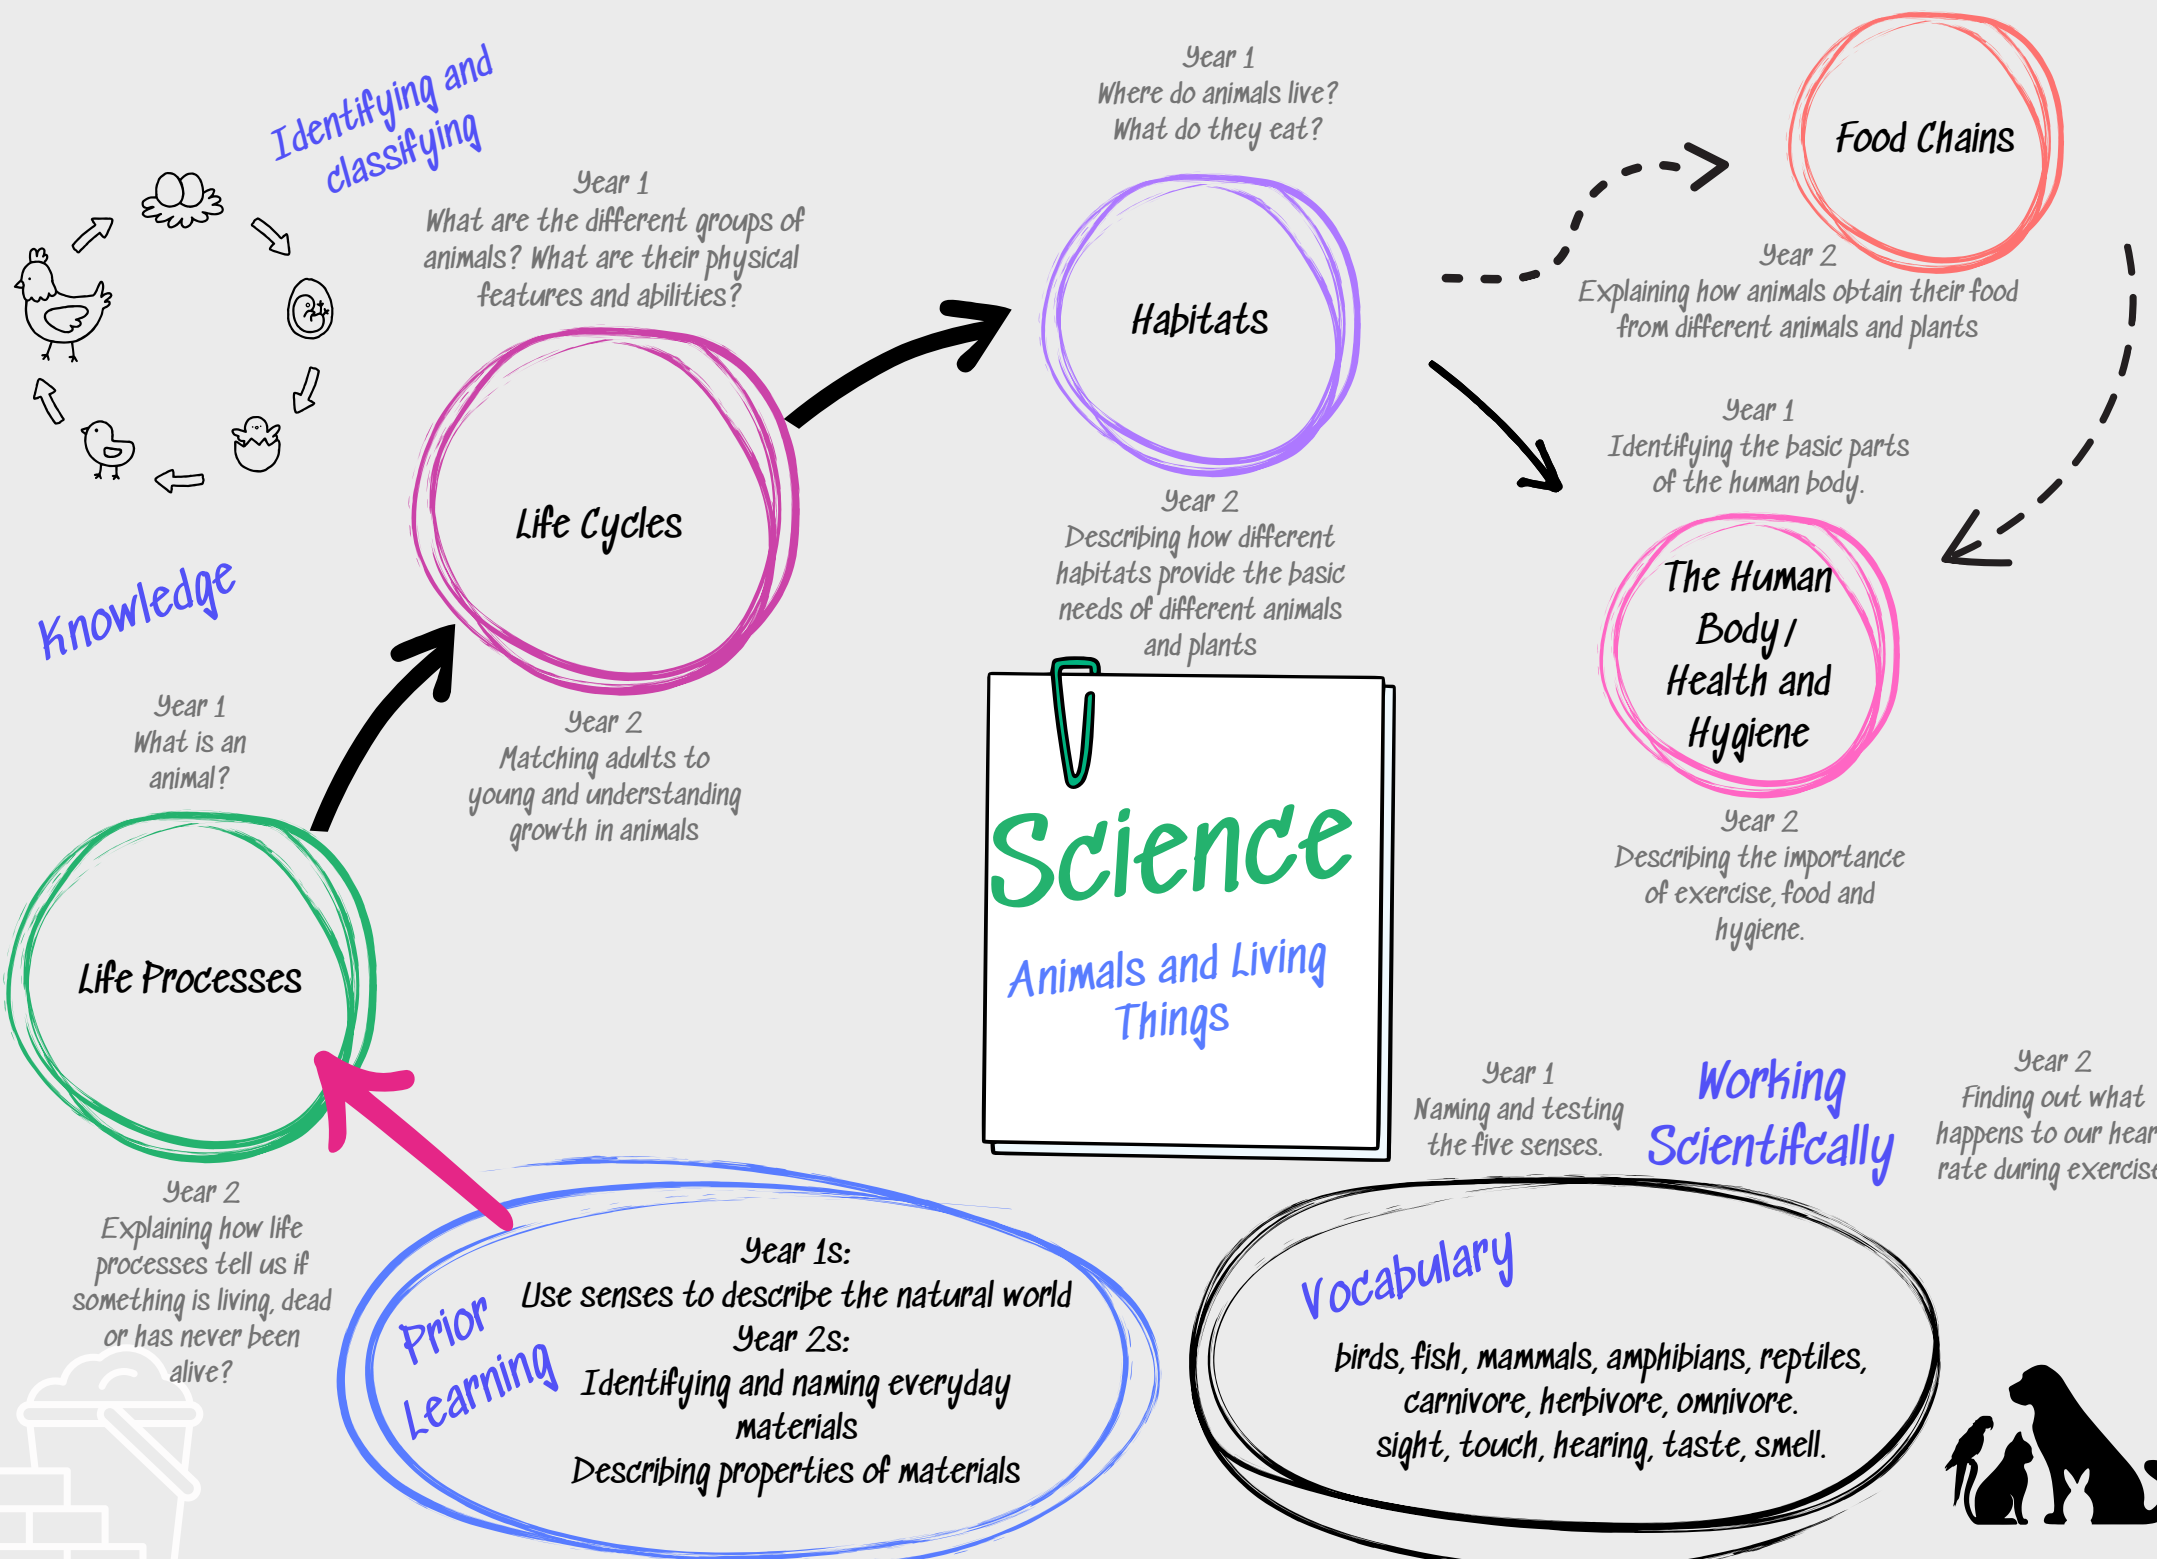 Identifying and
classifying
Year 1
What are the different groups of
animals? What are their physical
features and abilities?
Life Cycles
Year 2
Matching adults to
young and understanding
growth in animals
Year 1
Where do animals live?
What do they eat?
Habitats
Year 2
Describing how different
habitats provide the basic
needs of different animals
and plants
Food Chains
Year 2
Explaining how animals obtain their food
from different animals and plants
Year 1
Identifying the basic parts
of the human body.
The Human
Body/
Health and
Hygiene
Year 2
Describing the importance
of exercise, food and
hygiene.
Knowledge
Year 1
What is an
animal?
Life Processes
Year 2
Explaining how life
processes tell us if
something is living, dead
or has never been
alive?
Science
Animals and Living
Things
Year 1
Naming and testing
the five senses.
Working
Scientifcally
Year 2
Finding out what
happens to our hear
rate during exercise
Prior
Learning
Year 1s:
Use senses to describe the natural world
Year 2s:
Identifying and naming everyday
materials
Describing properties of materials
Vocabulary
birds, fish, mammals, amphibians, reptiles,
carnivore, herbivore, omnivore.
sight, touch, hearing, taste, smell.